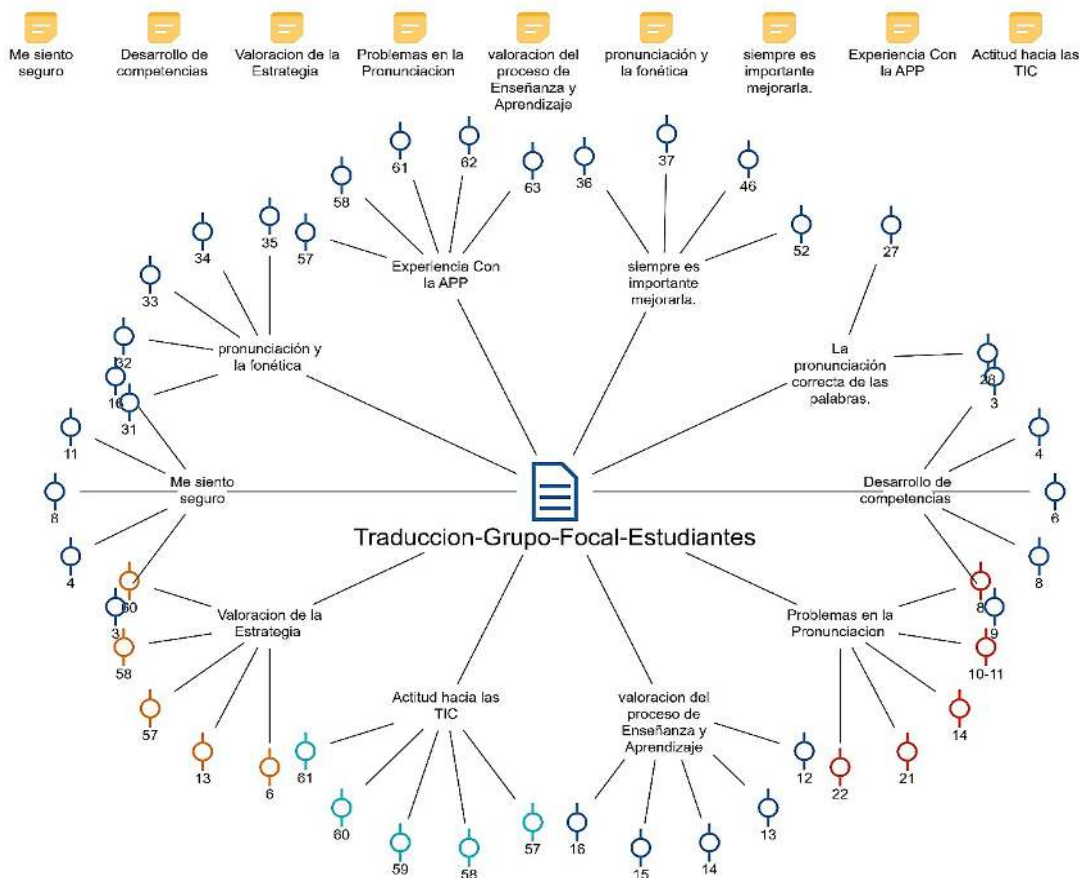 Me siento
seguro
Desarrollo de
competencias
Valoracion de la
Estrategia
Problemas en la
Pronunciacion
valoracion del
proceso de
Enseñanza y
Aprendizaje
pronunciación y
la fonética
siempre es
importante
mejorarla.
Experiencia Con
la APP
Actitud hacia las
TIC
57
58
61
62
63
Experiencia Con
la APP
36
37
46
52
siempre es
importante
mejorarla.
27
28
La
pronunciación
correcta de las
palabras.
35
34
33
32
31
pronunciación y
la fonética
16
11
8
4
3
Me siento
seguro
3
4
6
8
9
Desarrollo de
competencias
Traduccion-Grupo-Focal-Estudiantes
60
58
57
13
6
Valoracion de la
Estrategia
61
60
59
58
57
Actitud hacia las
TIC
16
15
14
13
12
valoracion del
proceso de
Enseñanza y
Aprendizaje
8
10-11
14
21
22
Problemas en la
Pronunciacion